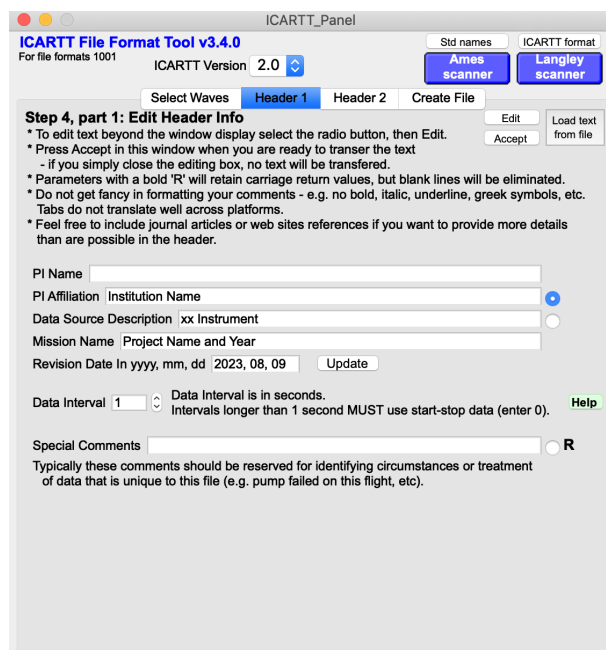 ICARTT_Panel
ICARTT File Format Tool v3.4.0
For file formats 1001
ICARTT Version 2.0
Std names
ICARTT format
Ames scanner
Langley scanner
Select Waves
Header 1
Header 2
Create File
Step 4, part 1: Edit Header Info
Edit
Accept
Load text from file
* To edit text beyond the window display select the radio button, then Edit.
* Press Accept in this window when you are ready to transer the text
- if you simply close the editing box, no text will be transfered.
* Parameters with a bold 'R' will retain carriage return values, but blank lines will be eliminated.
* Do not get fancy in formatting your comments - e.g. no bold, italic, underline, greek symbols, etc.
Tabs do not translate well across platforms.
* Feel free to include journal articles or web sites references if you want to provide more details
than are possible in the header.
PI Name
PI Affiliation Institution Name
Data Source Description xx Instrument
Mission Name Project Name and Year
Revision Date In yyyy, mm, dd 2023, 08, 09 Update
Data Interval 1
Data Interval is in seconds.
Intervals longer than 1 second MUST use start-stop data (enter 0).
Help
Special Comments
R
Typically these comments should be reserved for identifying circumstances or treatment
of data that is unique to this file (e.g. pump failed on this flight, etc).